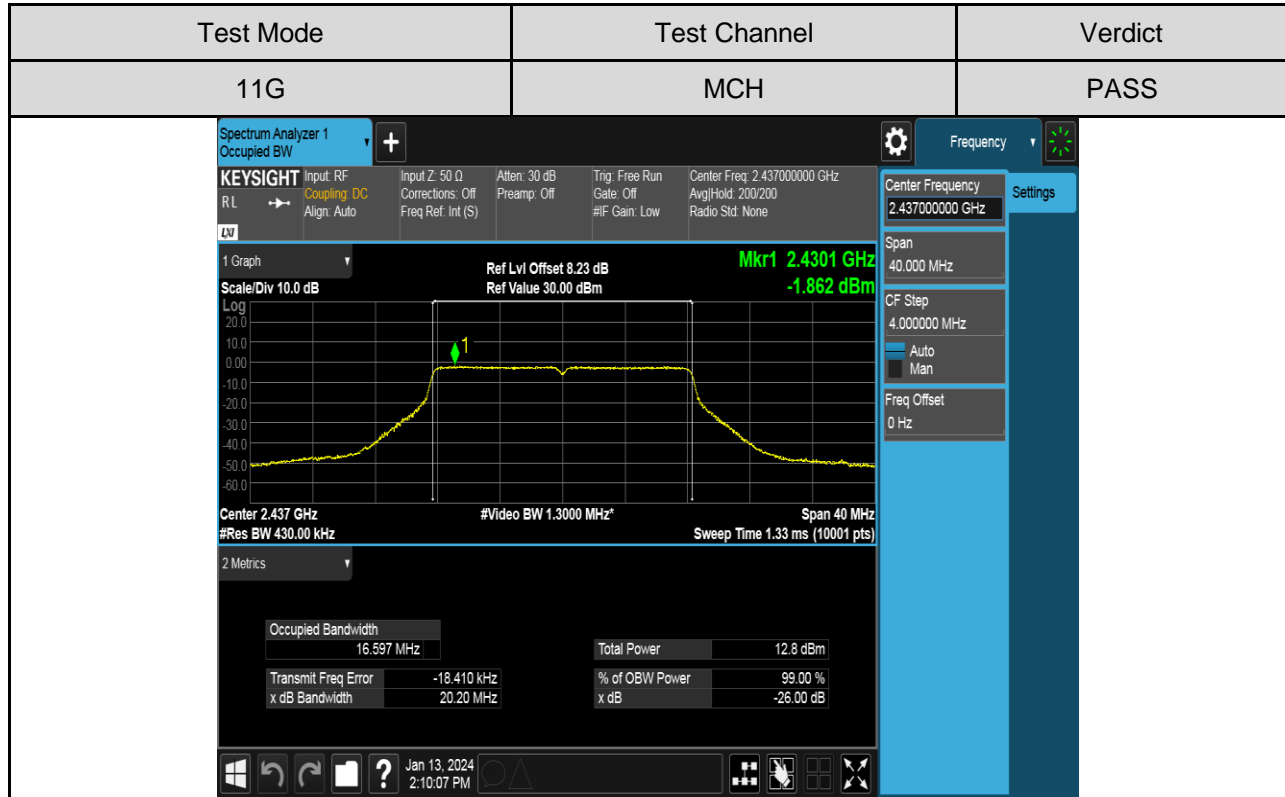 Test Mode Test Channel Verdict
11G MCH PASS
Spectrum Analyzer 1
Occupied BW
+
Frequency
KEYSIGHT Input: RF Input Z: 50 Ω Atten: 30 dB Trig: Free Run Center Freq: 2.437000000 GHz
RL Coupling: DC Corrections: Off Preamp: Off Gate: Off Avg|Hold: 200/200
Align: Auto Freq Ref: Int (S) #IF Gain: Low Radio Std: None
LXI
Center Frequency Settings
2.437000000 GHz
Span
40.000 MHz
CF Step
4.000000 MHz
Auto
Man
Freq Offset
0 Hz
1 Graph Ref Lvl Offset 8.23 dB Mkr1 2.4301 GHz
Scale/Div 10.0 dB Ref Value 30.00 dBm -1.862 dBm
Log
20.0
10.0
1
0.00
-10.0
-20.0
-30.0
-40.0
-50.0
-60.0
Center 2.437 GHz #Video BW 1.3000 MHz* Span 40 MHz
#Res BW 430.00 kHz Sweep Time 1.33 ms (10001 pts)
2 Metrics
Occupied Bandwidth
16.597 MHz Total Power 12.8 dBm
Transmit Freq Error -18.410 kHz % of OBW Power 99.00 %
x dB Bandwidth 20.20 MHz x dB -26.00 dB
? Jan 13, 2024
2:10:07 PM